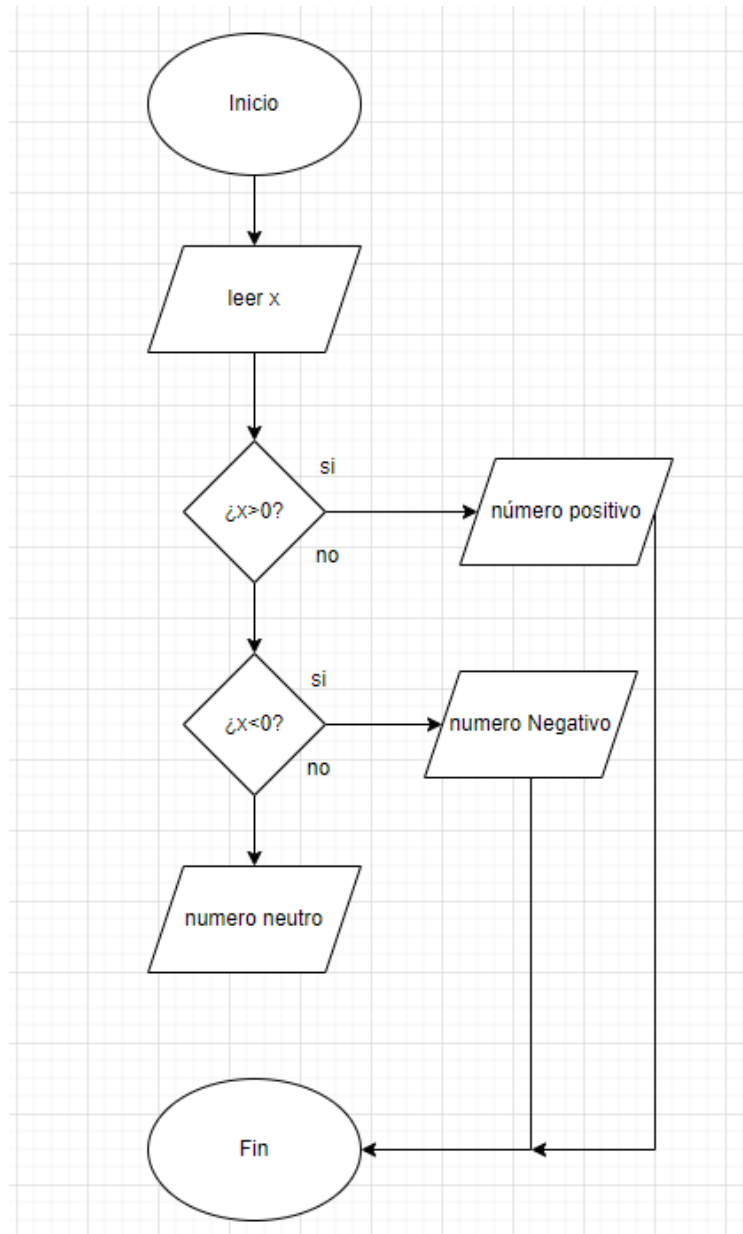 Inicio
leer x
si
¿x>0?
número positivo
no
si
¿x<0?
numero Negativo
no
numero neutro
Fin